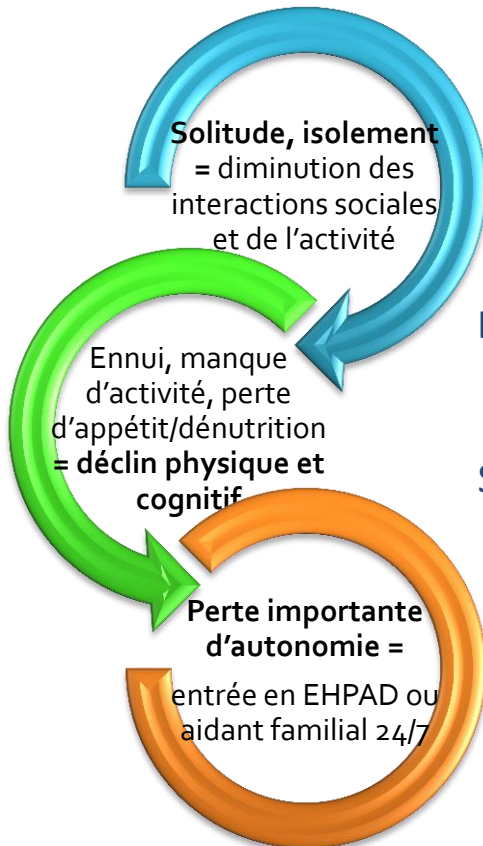 Solitude, isolement
= diminution des
interactions sociales
et de l'activité
Ennui, manque
d'activité, perte
d'appétit/dénutrition
= déclin physique et
cognitif
Perte importante
d'autonomie =
entrée en EHPAD ou
aidant familial 24/7